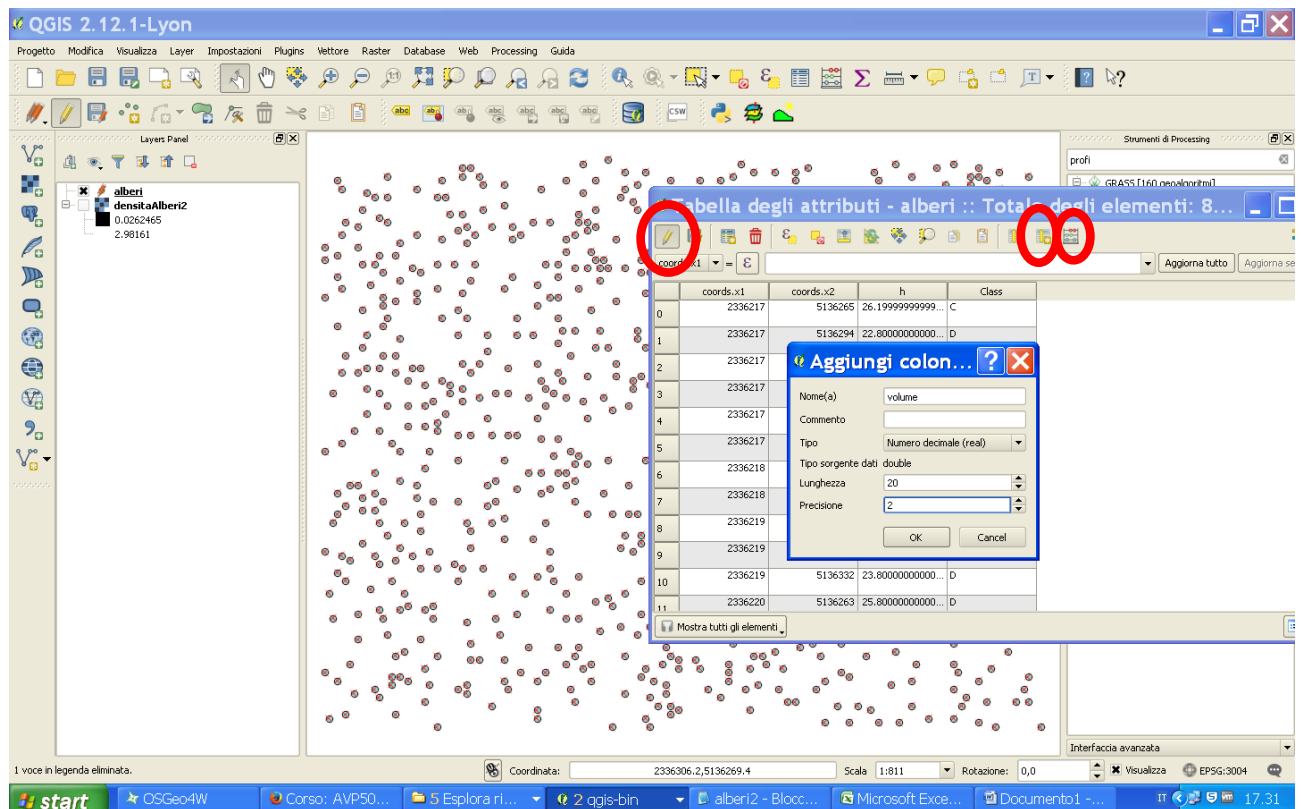 QGIS 2.12.1-Lyon
Progetto Modifica Visualizza Layer Impostazioni Plugins Vettore Raster Database Web Processing Guida
Layers Panel
alberi
densitaAlberi2
0.0262465
2.98161
Strumenti di Processing
profi
GRASS [160 geoalgoritmi]
Tabella degli attributi - alberi :: Totale degli elementi: 8...
coords.x1 = ε
Aggiorna tutto Aggiorna se
coords.x1 coords.x2 h Class
0 2336217 5136265 26.19999999999... C
1 2336217 5136294 22.80000000000... D
2 2336217
3 2336217
4 2336217
5 2336217
6 2336218
7 2336218
8 2336219
9 2336219
10 2336219 5136332 23.80000000000... D
11 2336220 5136263 25.80000000000... D
Mostra tutti gli elementi
Aggiungi colon...
Nome(a) volume
Commento
Tipo Numero decimale (real)
Tipo sorgente dati double
Lunghezza 20
Precisione 2
OK Cancel
Interfaccia avanzata
1 voce in legenda eliminata.
Coordinata: 2336306.2,5136269.4 Scala 1:811 Rotazione: 0,0 Visualizza EPSG:3004
start OSGeo4W Corso: AVP50... 5 Esplora ri... 2 qgis-bin alberi2 - Blocc... Microsoft Exce... Documento1 -... IT 17.31